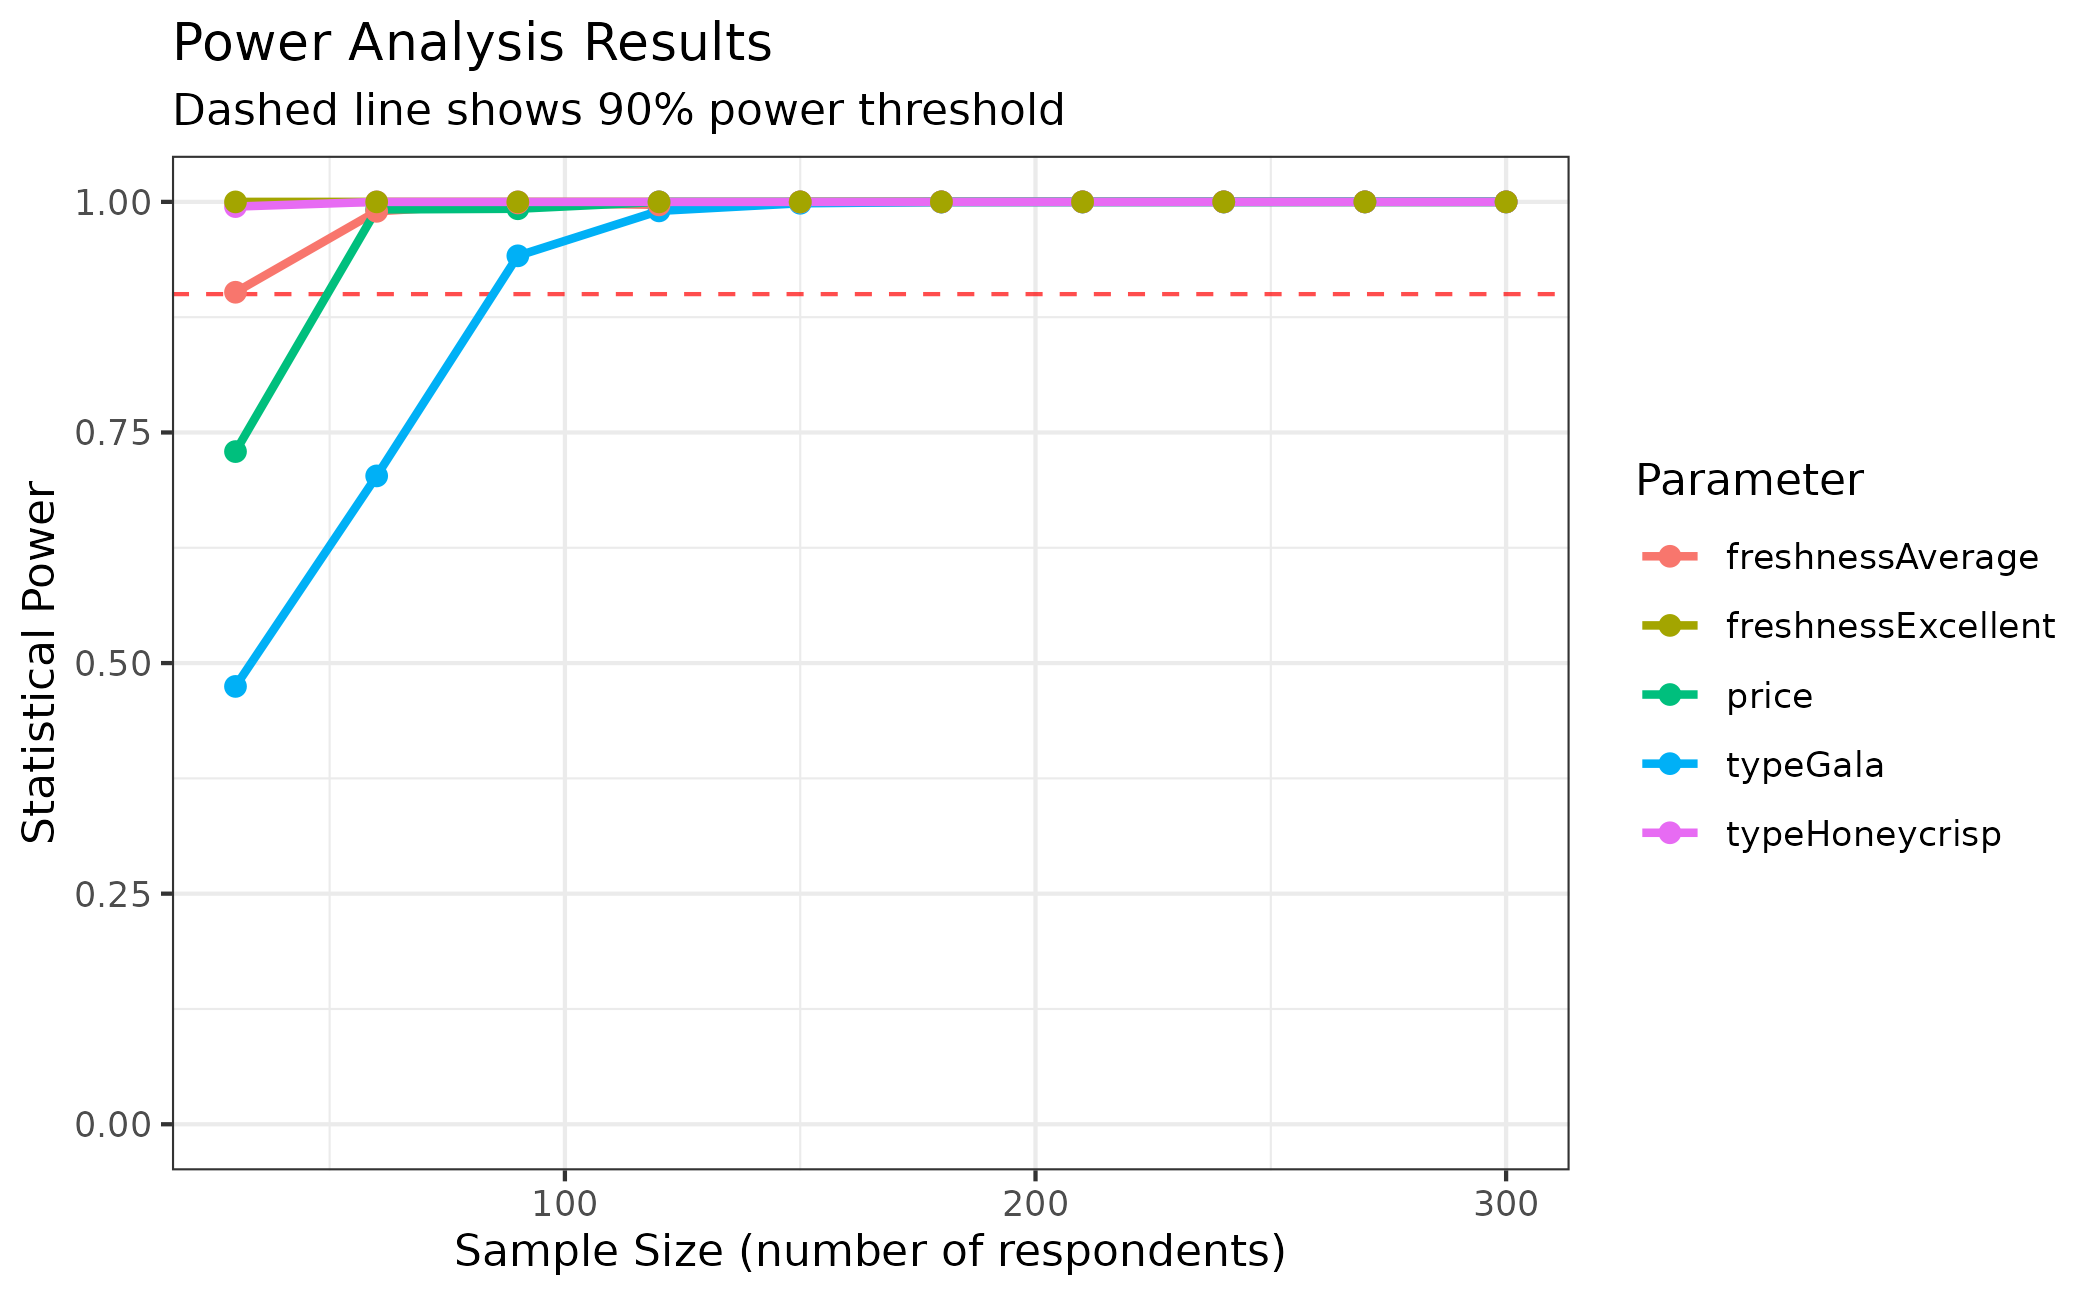 Power Analysis Results
Dashed line shows 90% power threshold
Statistical Power
1.00
0.75
0.50
0.25
0.00
100
200
300
Sample Size (number of respondents)
Parameter
freshnessAverage
freshnessExcellent
price
typeGala
typeHoneycrisp